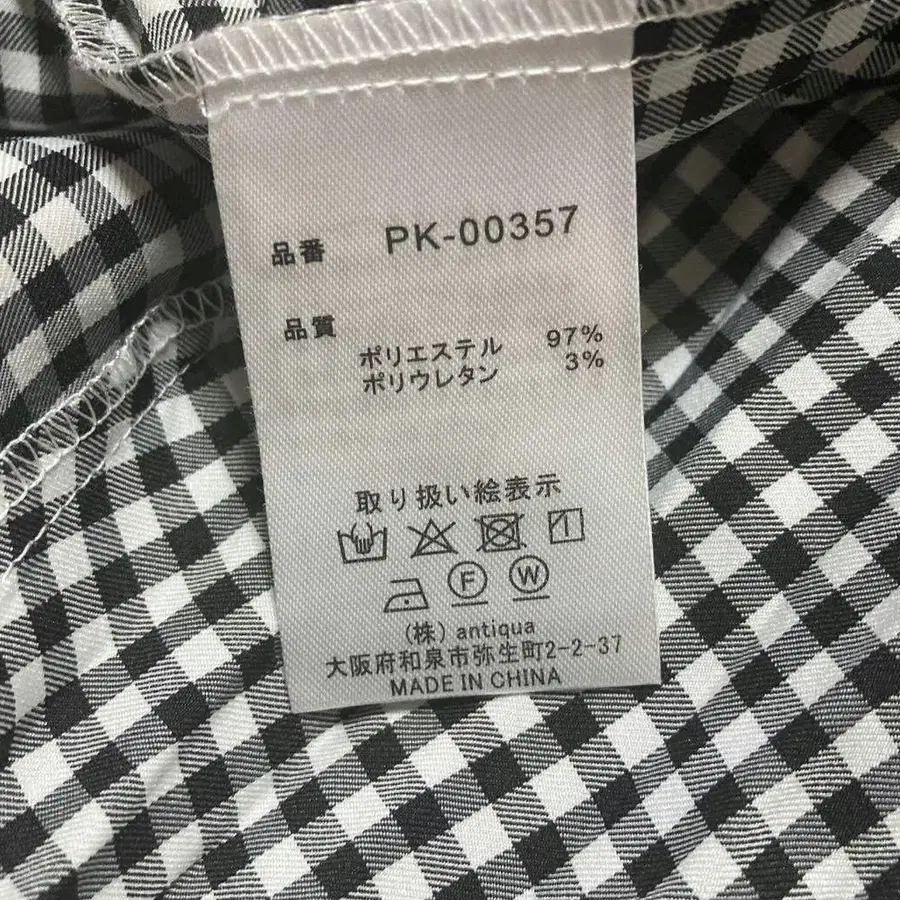 品番 PK-00357
品質
ポリエステル 97%
ポリウレタン 3%
取り扱い絵表示
F W
(株) antiqua
大阪府和泉市弥生町2-2-37
MADE IN CHINA